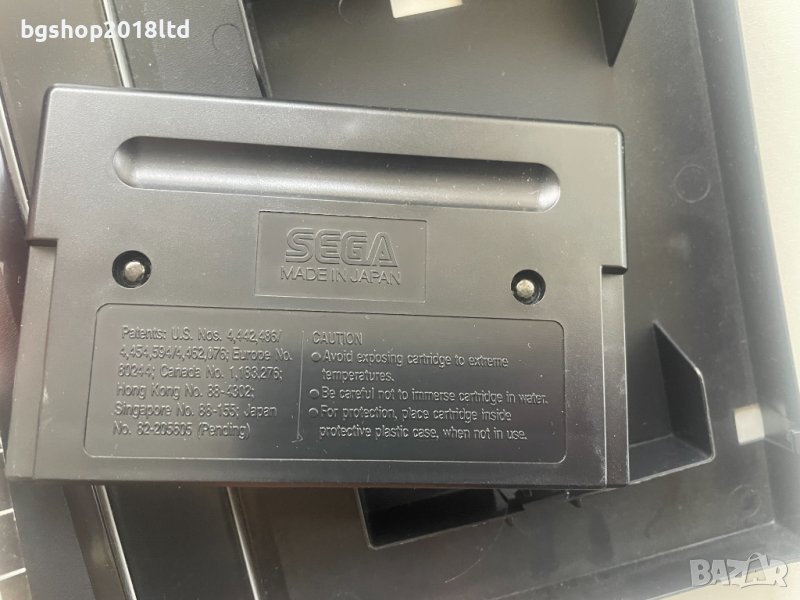 bgshop2018ltd
SEGA
MADE IN JAPAN
Patents: U.S. Nos. 4,442,486/
4,454,594/4,462,076; Europe No.
80244; Canada No. 1,183,276;
Hong Kong No. 88-4302;
Singapore No. 88-155; Japan
No. 82-205605 (Pending)
CAUTION
● Avoid exposing cartridge to extreme
temperatures.
● Be careful not to immerse cartridge in water.
● For protection, place cartridge inside
protective plastic case, when not in use.
BAZAR